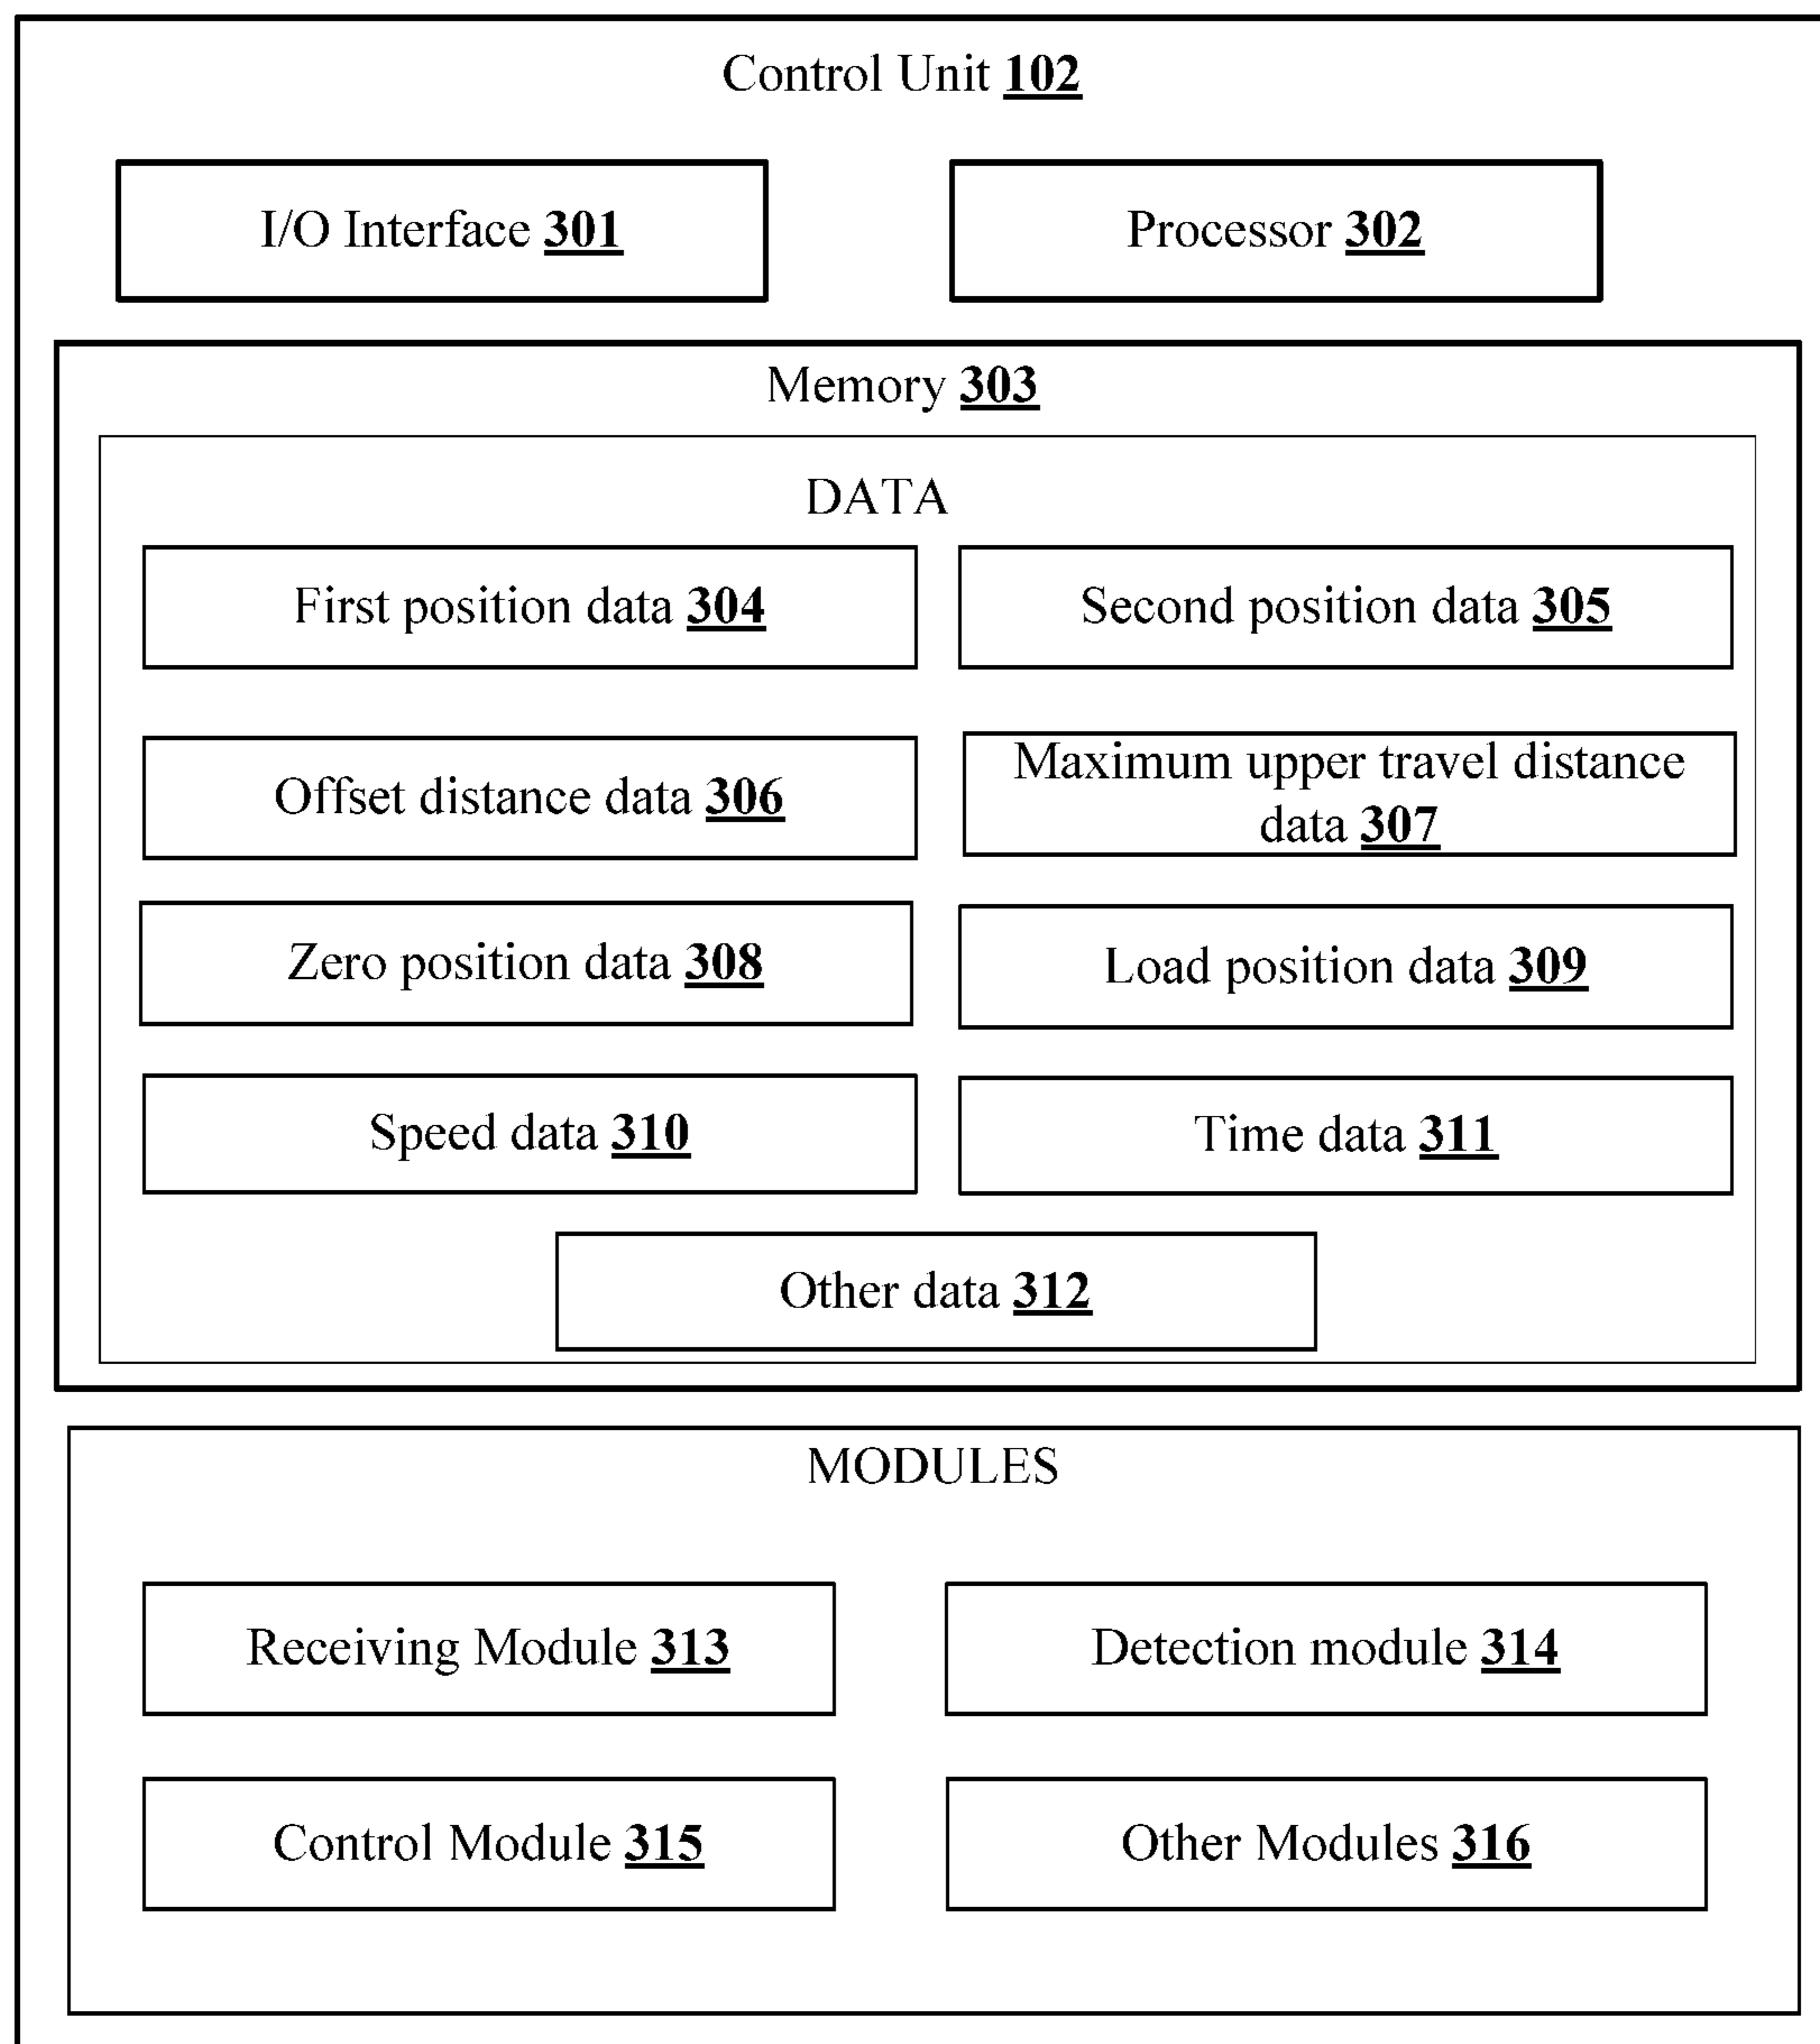 Control Unit 102
I/O Interface 301
Processor 302
Memory 303
DATA
First position data 304
Second position data 305
Offset distance data 306
Maximum upper travel distance
data 307
Zero position data 308
Load position data 309
Speed data 310
Time data 311
Other data 312
MODULES
Receiving Module 313
Detection module 314
Control Module 315
Other Modules 316